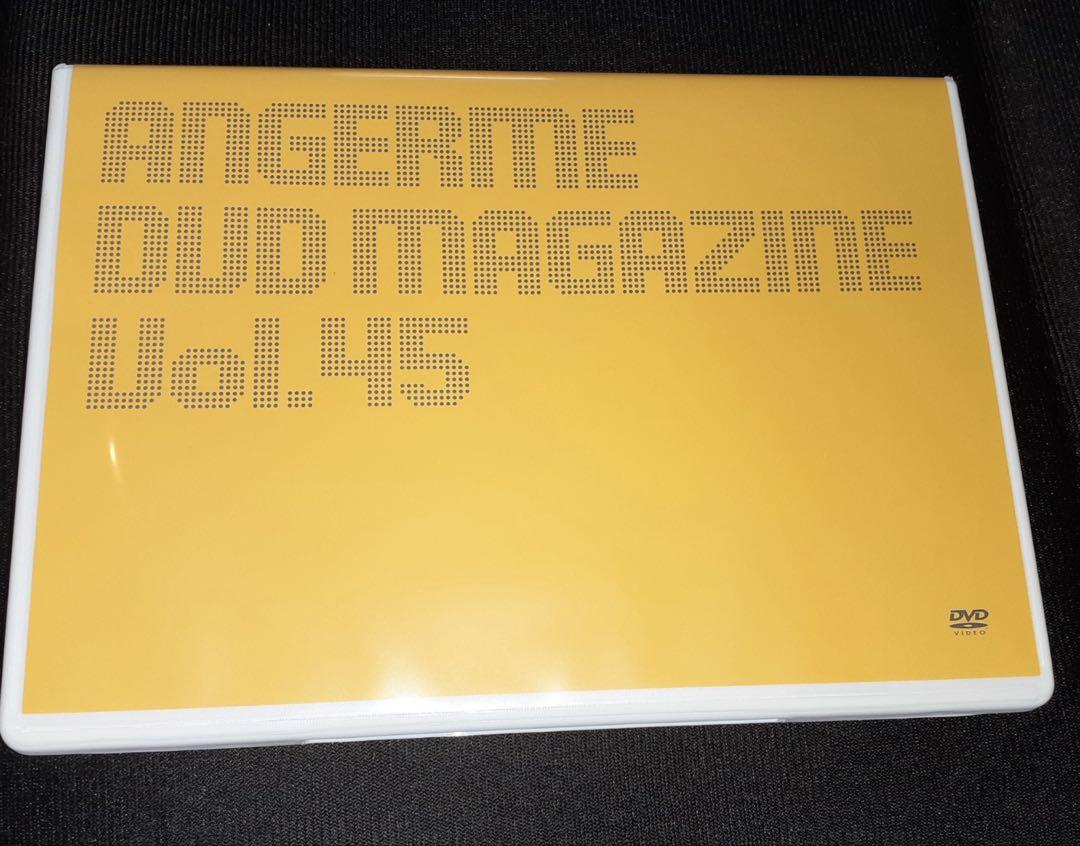 ANGERME
DVD MAGAZINE
Vol.45
DVD
VIDEO